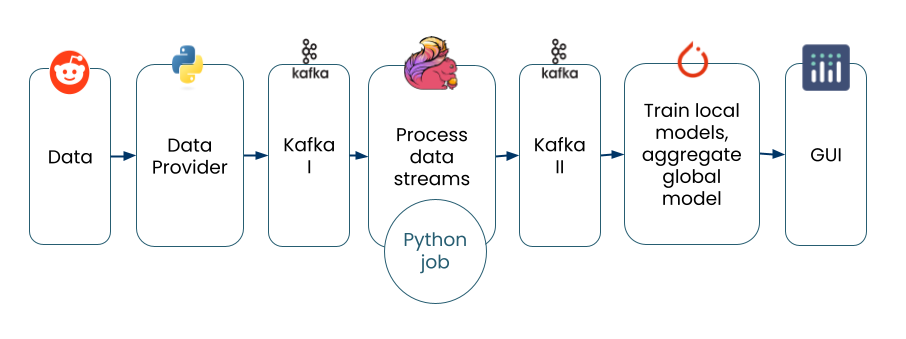 kafka
kafka
Data
Data
Provider
Kafka
I
Process
data
streams
Python
job
Kafka
II
Train local
models,
aggregate
global
model
GUI